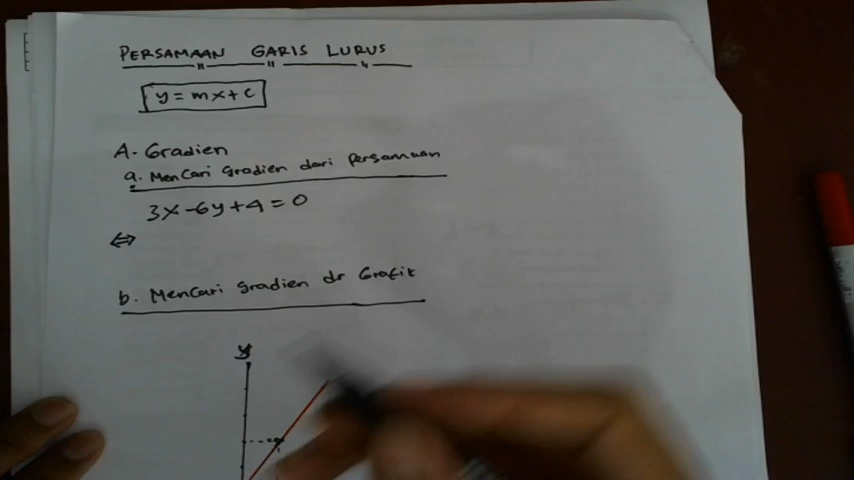 PERSAMAAN GARIS LURUS
y = mx + c
A. Gradien
a. Mencari gradien dari persamaan
3x - 6y + 4 = 0
⇔
b. Mencari gradien dr Grafik
y